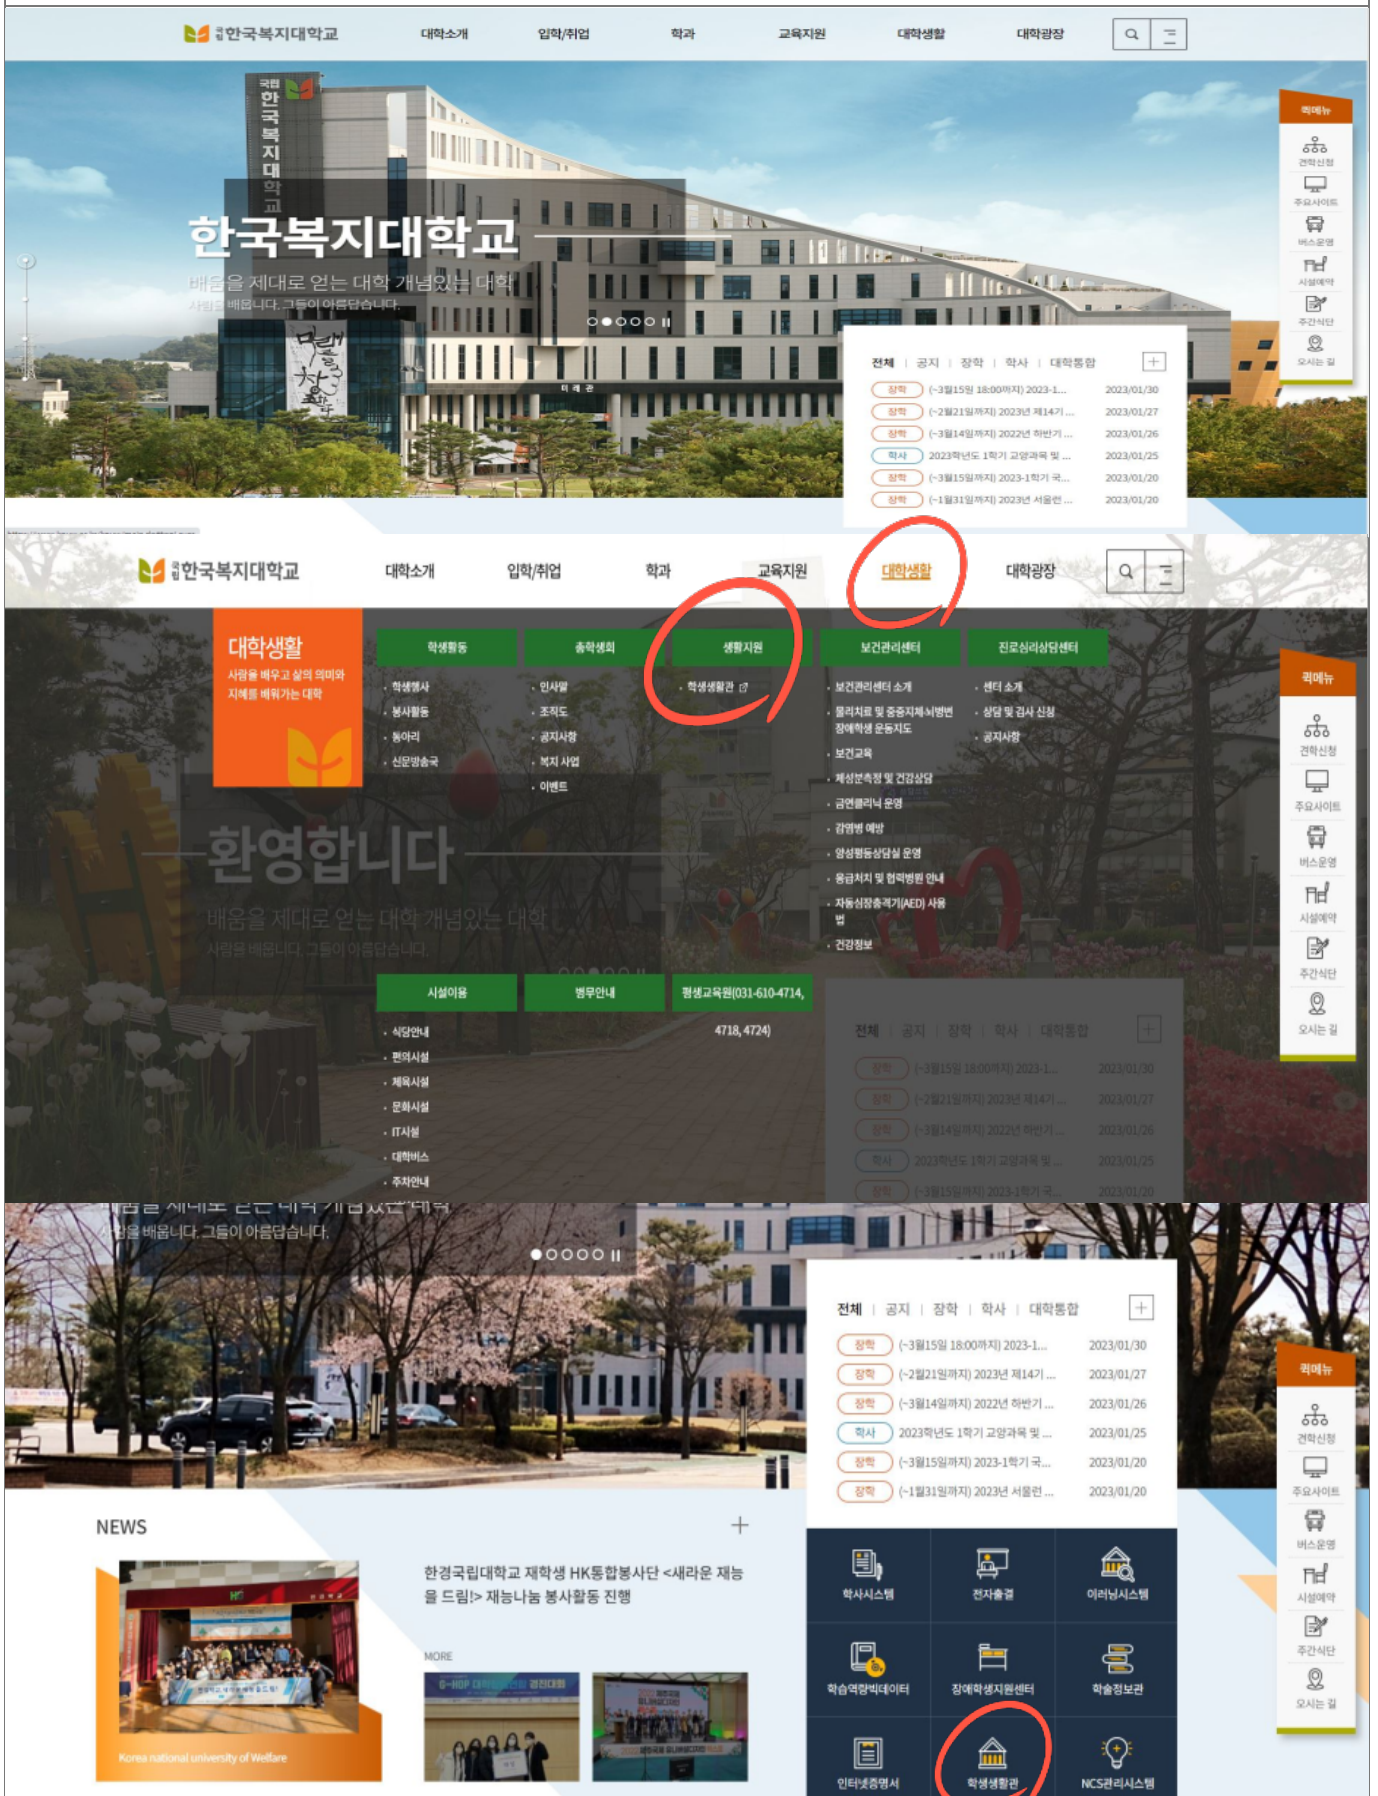 국립 한국복지대학교
대학소개
입학/취업
학과
교육지원
대학생활
대학광장
국립 한국복지대학교
한국복지대학교
배움을 제대로 얻는 대학 개념있는 대학
사람을 배웁니다. 그들이 아름답습니다.
미래관
퀵메뉴
견학신청
주요사이트
버스운영
시설예약
주간식단
오시는 길
전체 공지 장학 학사 대학통합
장학 (~3월15일 18:00까지) 2023-1... 2023/01/30
장학 (~2월21일까지) 2023년 제14기 ... 2023/01/27
장학 (~3월14일까지) 2022년 하반기 ... 2023/01/26
학사 2023학년도 1학기 교양과목 및 ... 2023/01/25
장학 (~3월15일까지) 2023-1학기 국... 2023/01/20
장학 (~1월31일까지) 2023년 서울런 ... 2023/01/20
국립 한국복지대학교
대학소개
입학/취업
학과
교육지원
대학생활
대학광장
대학생활
사람을 배우고 삶의 의미와
지혜를 배워가는 대학
학생활동
· 학생행사
· 봉사활동
· 동아리
· 신문방송국
총학생회
· 인사말
· 조직도
· 공지사항
· 복지 사업
· 이벤트
생활지원
· 학생생활관
보건관리센터
· 보건관리센터 소개
· 물리치료 및 중증지체·뇌병변
장애학생 운동지도
· 보건교육
· 체성분측정 및 건강상담
· 금연클리닉 운영
· 감염병 예방
· 양성평등상담실 운영
· 응급처치 및 협력병원 안내
· 자동심장충격기(AED) 사용
법
· 건강정보
진로심리상담센터
· 센터 소개
· 상담 및 검사 신청
· 공지사항
환영합니다
배움을 제대로 얻는 대학 개념있는 대학
사람을 배웁니다. 그들이 아름답습니다.
시설이용
· 식당안내
· 편의시설
· 체육시설
· 문화시설
· IT시설
· 대학버스
· 주차안내
병무안내
평생교육원(031-610-4714,
4718, 4724)
퀵메뉴
견학신청
주요사이트
버스운영
시설예약
주간식단
오시는 길
전체 공지 장학 학사 대학통합
장학 (~3월15일 18:00까지) 2023-1... 2023/01/30
장학 (~2월21일까지) 2023년 제14기 ... 2023/01/27
장학 (~3월14일까지) 2022년 하반기 ... 2023/01/26
학사 2023학년도 1학기 교양과목 및 ... 2023/01/25
장학 (~3월15일까지) 2023-1학기 국... 2023/01/20
배움을 제대로 얻는 대학 개념있는 대학
사람을 배웁니다. 그들이 아름답습니다.
전체 공지 장학 학사 대학통합
장학 (~3월15일 18:00까지) 2023-1... 2023/01/30
장학 (~2월21일까지) 2023년 제14기 ... 2023/01/27
장학 (~3월14일까지) 2022년 하반기 ... 2023/01/26
학사 2023학년도 1학기 교양과목 및 ... 2023/01/25
장학 (~3월15일까지) 2023-1학기 국... 2023/01/20
장학 (~1월31일까지) 2023년 서울런 ... 2023/01/20
퀵메뉴
견학신청
주요사이트
버스운영
시설예약
주간식단
오시는 길
NEWS
한경국립대학교 재학생 HK통합봉사단 <새라운 재능
을 드림!> 재능나눔 봉사활동 진행
MORE
Korea national university of Welfare
학사시스템
전자출결
이러닝시스템
학습역량빅데이터
장애학생지원센터
학술정보관
인터넷증명서
학생생활관
NCS관리시스템